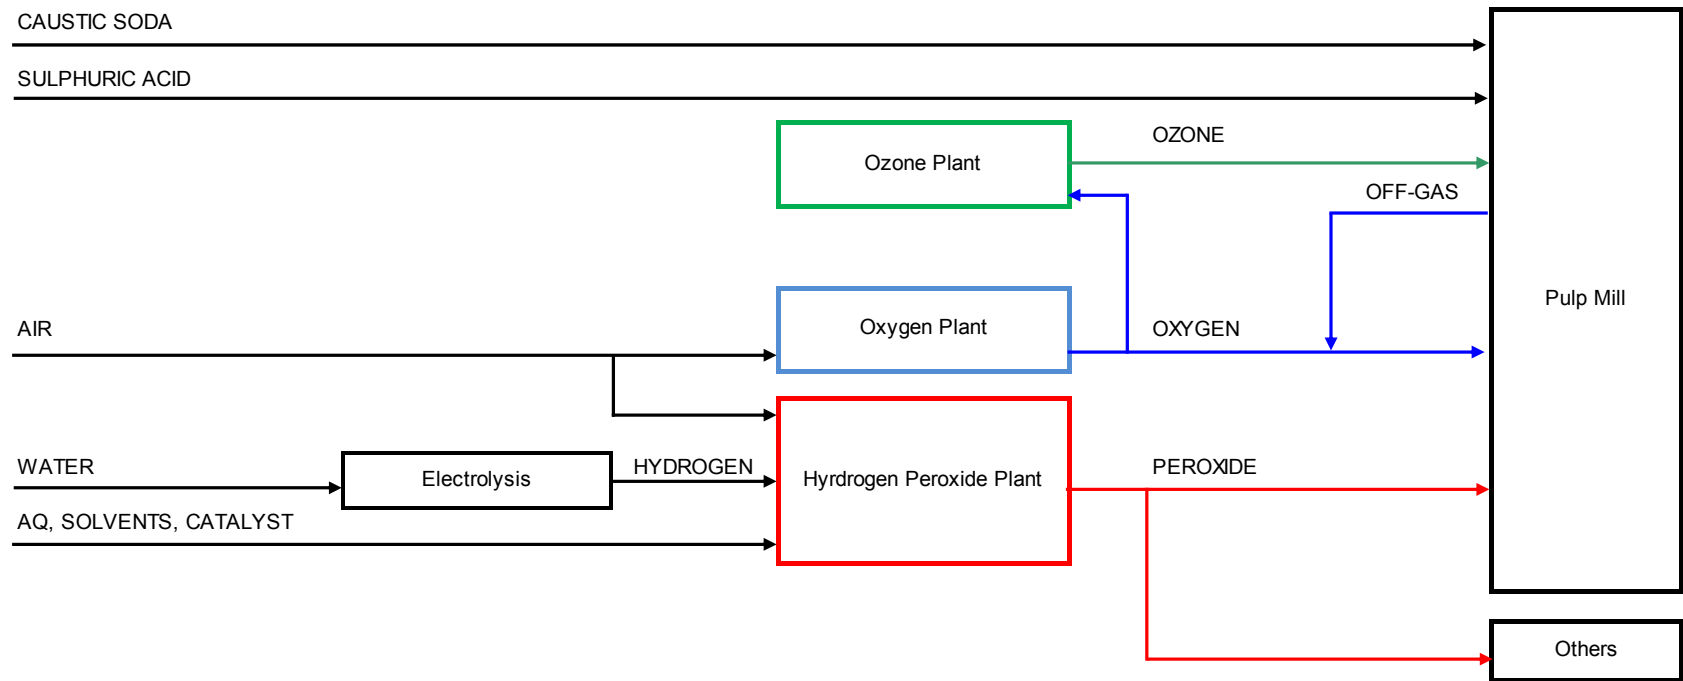 CAUSTIC SODA
SULPHURIC ACID
OZONE
Ozone Plant
OFF-GAS
Pulp Mill
AIR
Oxygen Plant
OXYGEN
WATER
Electrolysis
HYDROGEN
Hyrdrogen Peroxide Plant
PEROXIDE
AQ, SOLVENTS, CATALYST
Others